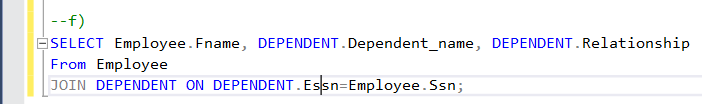 --f)
SELECT Employee.Fname, DEPENDENT.Dependent_name, DEPENDENT.Relationship
From Employee
JOIN DEPENDENT ON DEPENDENT.Essn=Employee.Ssn;